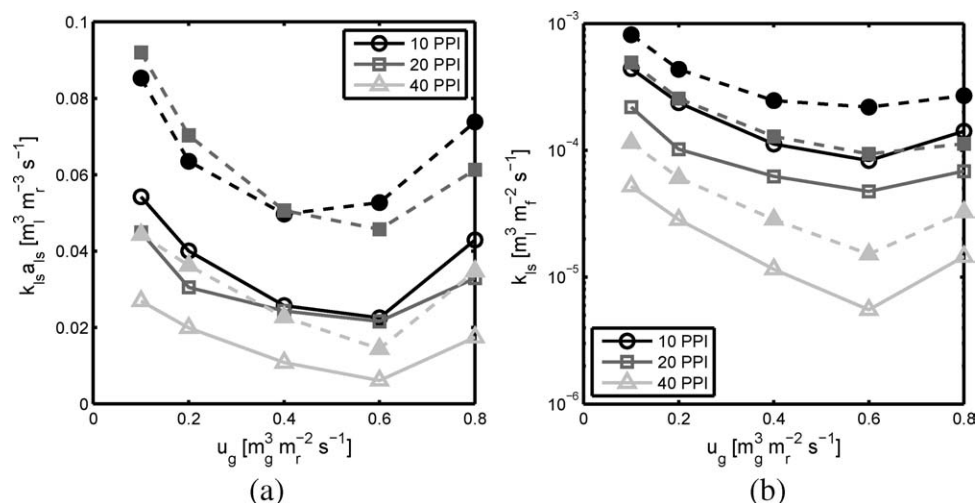 0.1
0.08
0.06
0.04
0.02
0
k_ls a_ls [m_l^3 m_r^-3 s^-1]
10 PPI
20 PPI
40 PPI
0 0.2 0.4 0.6 0.8
u_g [m_g^3 m_r^-2 s^-1]
(a)
10^-3
10^-4
10^-5
10^-6
k_ls [m_l^3 m_f^-2 s^-1]
10 PPI
20 PPI
40 PPI
0 0.2 0.4 0.6 0.8
u_g [m_g^3 m_r^-2 s^-1]
(b)